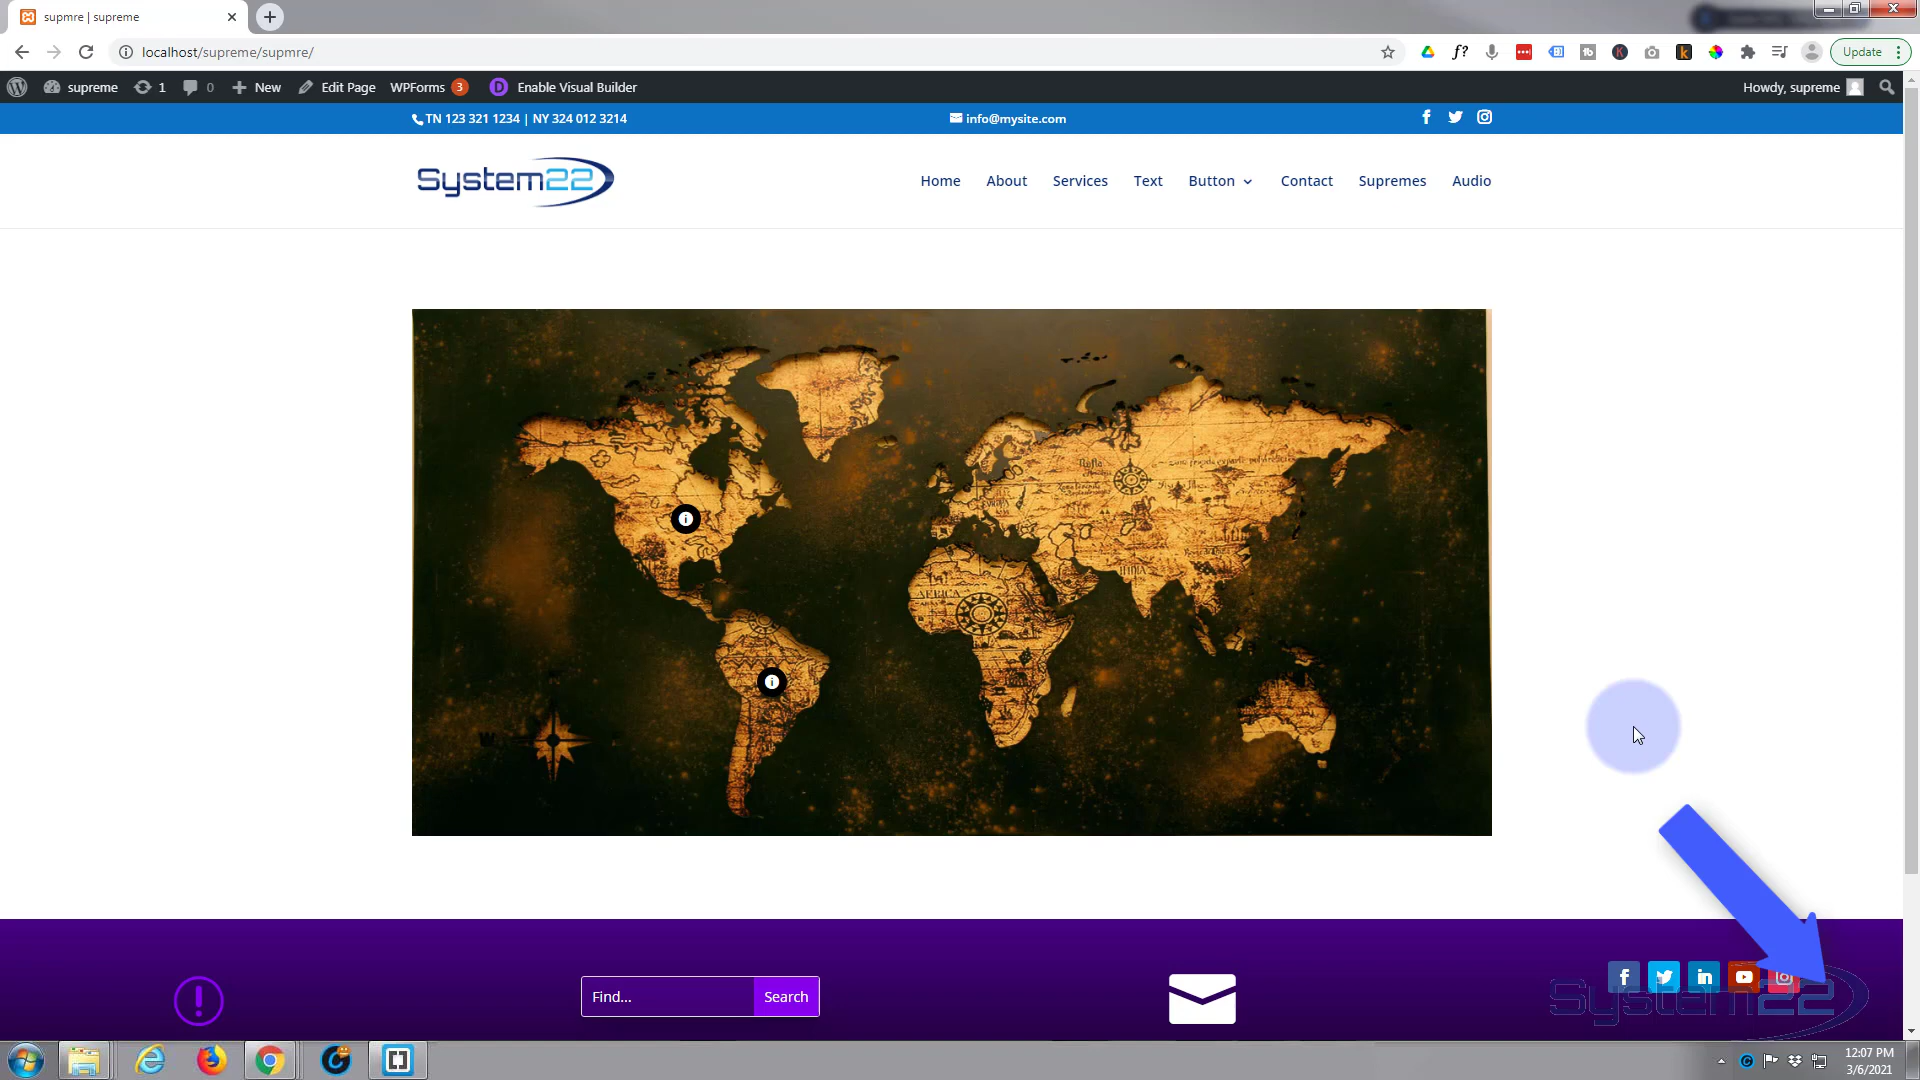 supmre | supreme
localhost/supreme/supmre/
Update
supreme 1 0 New Edit Page WPForms 3 D Enable Visual Builder
Howdy, supreme
TN 123 321 1234 | NY 324 012 3214
info@mysite.com
System22
Home About Services Text Button Contact Supremes Audio
AFRICA
Find...
Search
System22
12:07 PM
3/6/2021